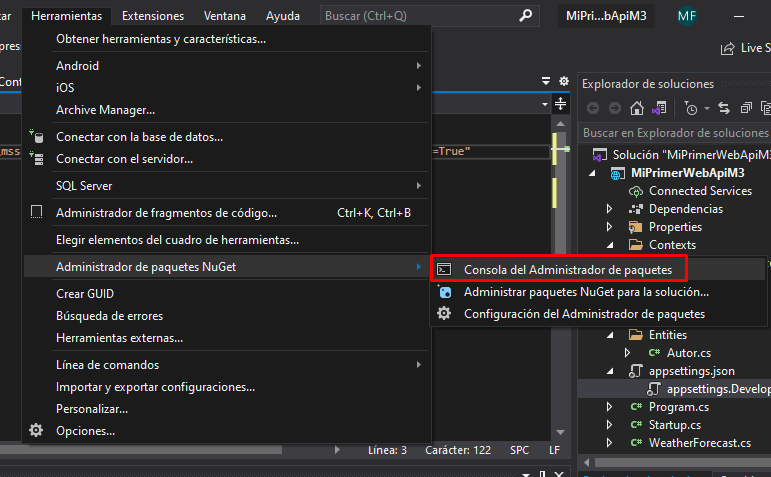 Herramientas Extensiones Ventana Ayuda Buscar (Ctrl+Q) MiPri...bApiM3 MF
Obtener herramientas y características...
Live S
Android
iOS
Archive Manager...
Conectar con la base de datos...
Conectar con el servidor...
SQL Server
Administrador de fragmentos de código... Ctrl+K, Ctrl+B
Elegir elementos del cuadro de herramientas...
Administrador de paquetes NuGet
Crear GUID
Búsqueda de errores
Herramientas externas...
Línea de comandos
Importar y exportar configuraciones...
Personalizar...
Opciones...
Consola del Administrador de paquetes
Administrar paquetes NuGet para la solución...
Configuración del Administrador de paquetes
=True"
Línea: 3 Carácter: 122 SPC LF
Explorador de soluciones
Buscar en Explorador de soluciones
Solución "MiPrimerWebApiM3
MiPrimerWebApiM3
Connected Services
Dependencias
Properties
Contexts
Entities
C# Autor.cs
appsettings.json
appsettings.Develop
C# Program.cs
C# Startup.cs
C# WeatherForecast.cs